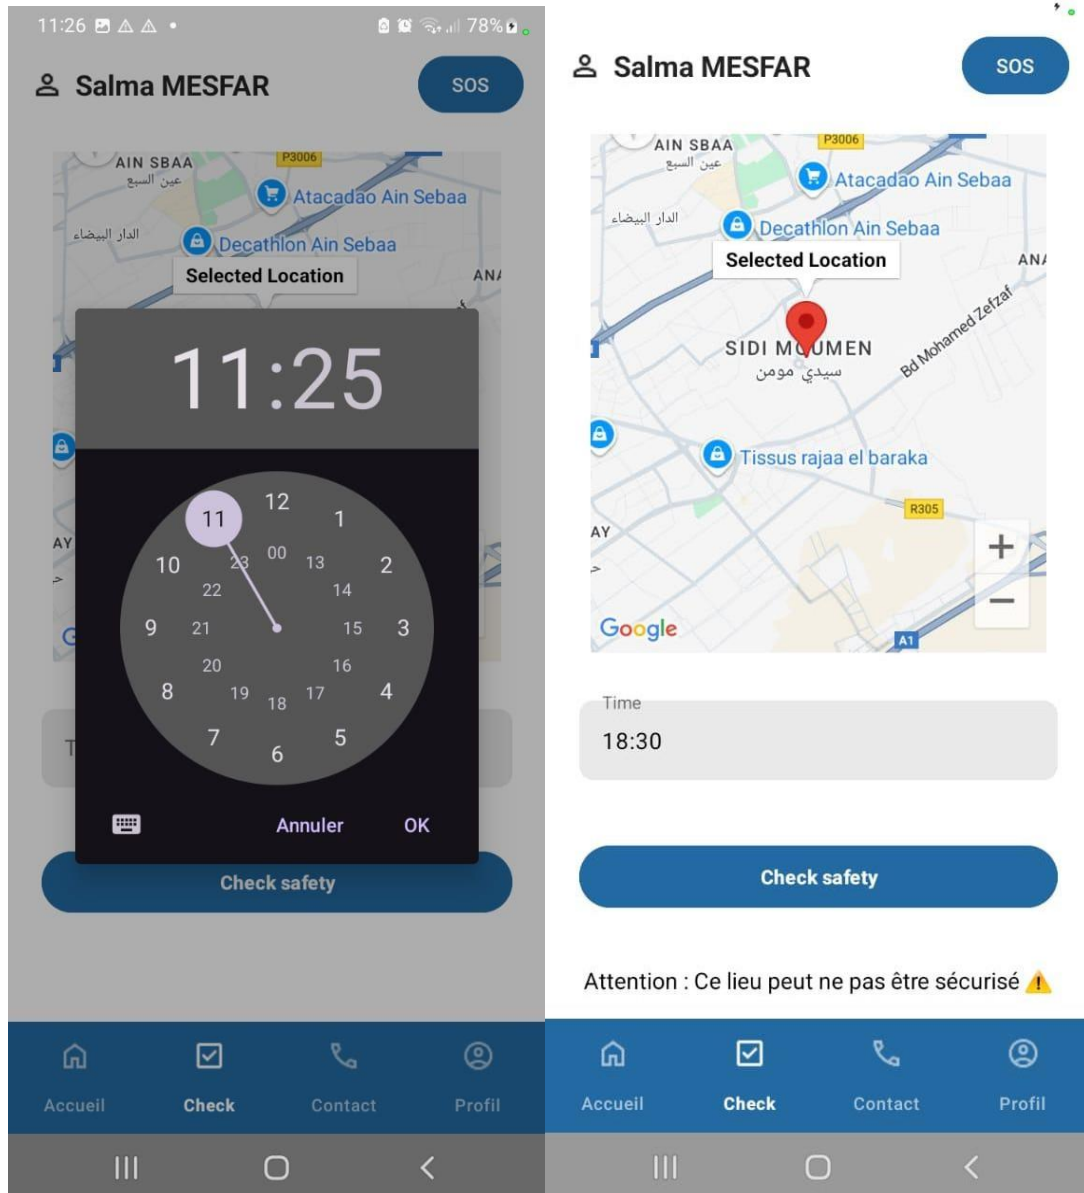 11:26
78%
Salma MESFAR
SOS
AIN SBAA
عين السبع
P3006
Atacadao Ain Sebaa
الدار البيضاء
Decathlon Ain Sebaa
Selected Location
11:25
12
11
1
00
10
23
13
2
22
14
9
21
15
3
20
16
8
19
18
17
4
7
6
5
AY
T
Annuler
OK
Check safety
Accueil
Check
Contact
Profil
Salma MESFAR
SOS
AIN SBAA
عين السبع
P3006
Atacadao Ain Sebaa
الدار البيضاء
Decathlon Ain Sebaa
Selected Location
Bd Mohamed Zefzaf
SIDI MOUMEN
سيدي مومن
Tissus rajaa el baraka
R305
AY
+
−
Google
A1
Time
18:30
Check safety
Attention : Ce lieu peut ne pas être sécurisé ⚠️
Accueil
Check
Contact
Profil